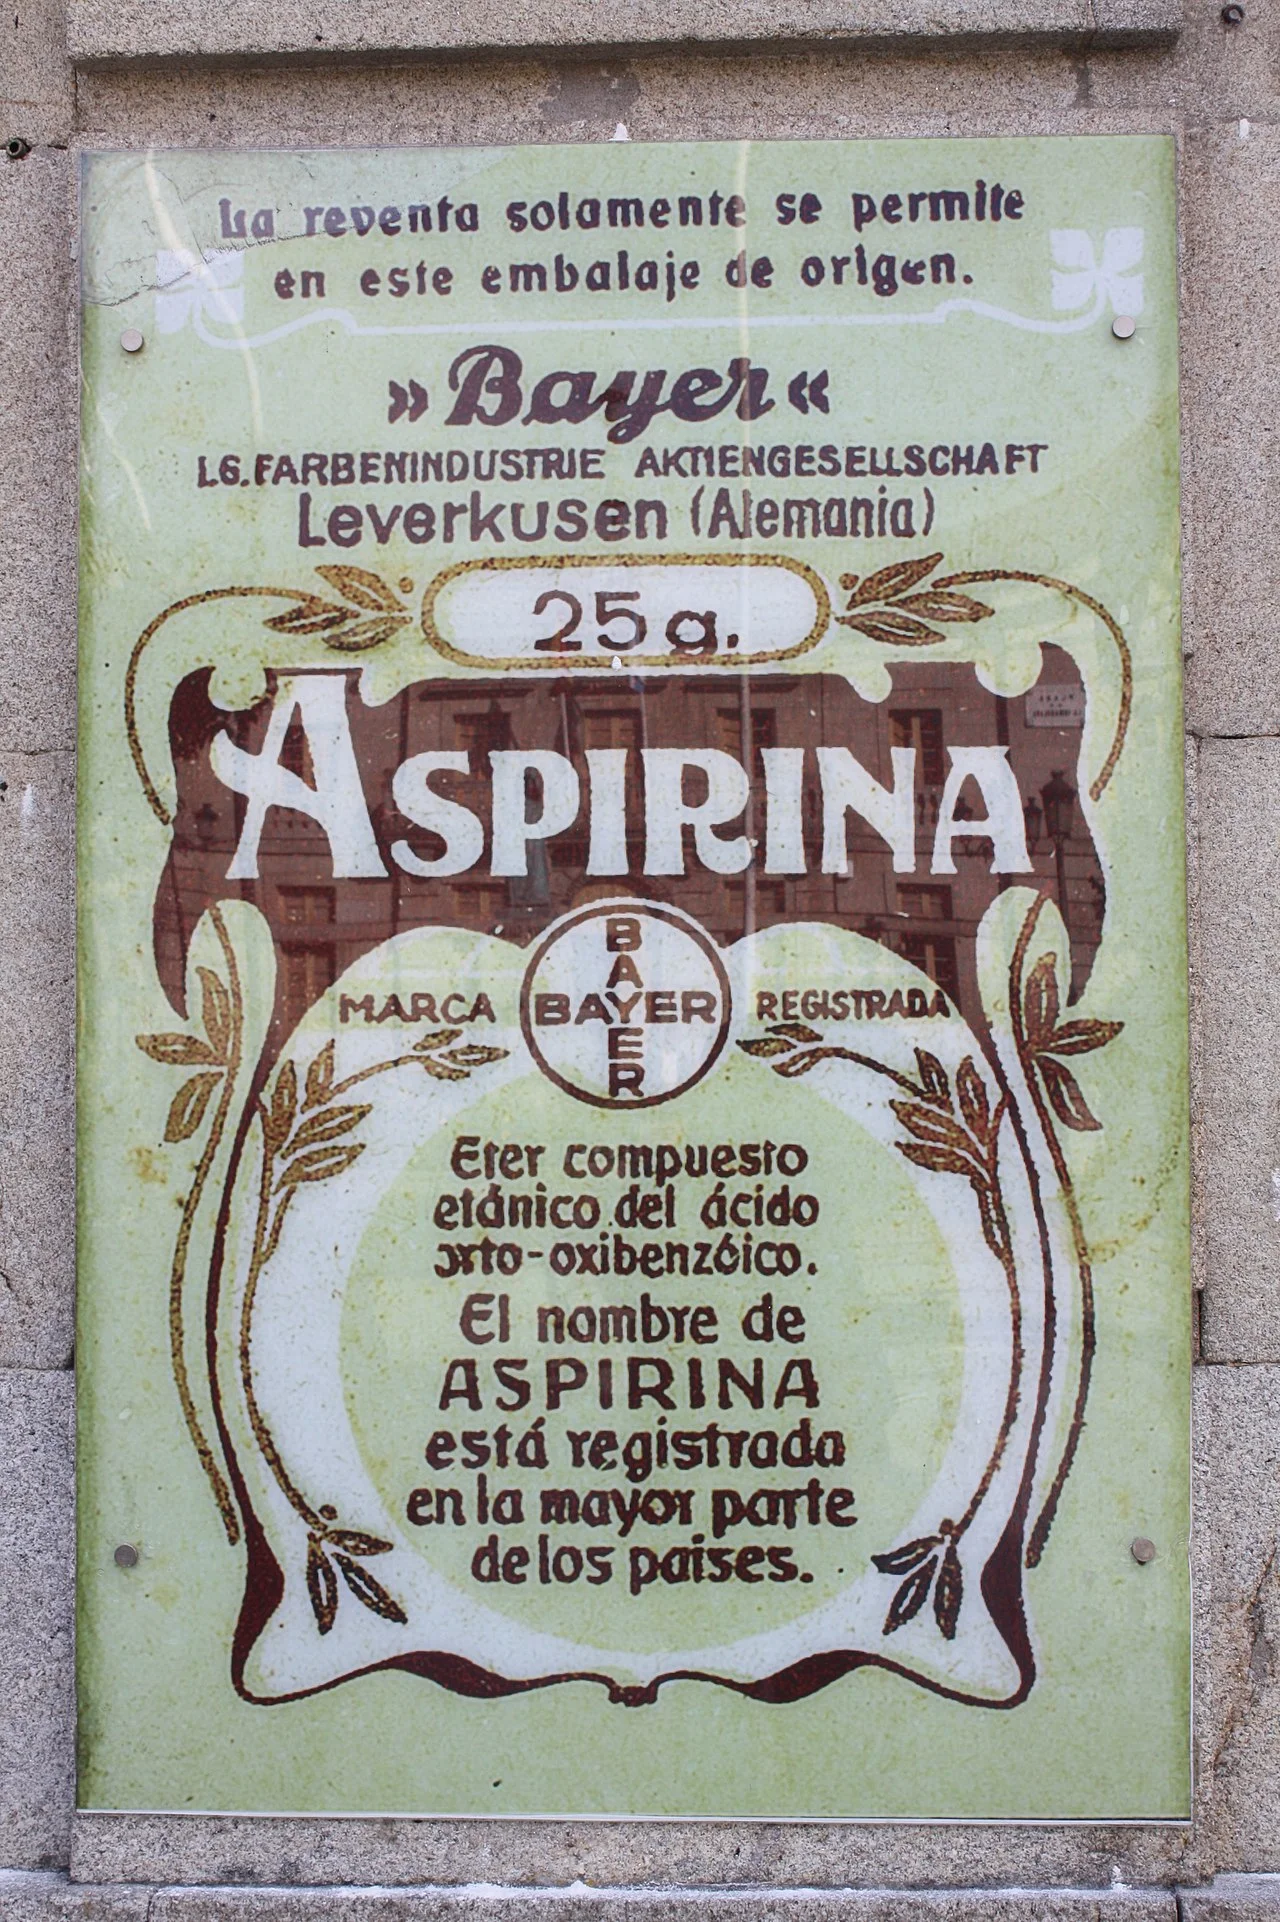 La reventa solamente se permite
en este embalaje de origen.
»Bayer«
I.G. FARBENINDUSTRIE AKTIENGESELLSCHAFT
Leverkusen (Alemania)
25 g.
ASPIRINA
BAYER
MARCA BAYER REGISTRADA
Eter compuesto
etánico del ácido
orto-oxibenzóico.
El nombre de
ASPIRINA
está registrada
en la mayor parte
de los paises.